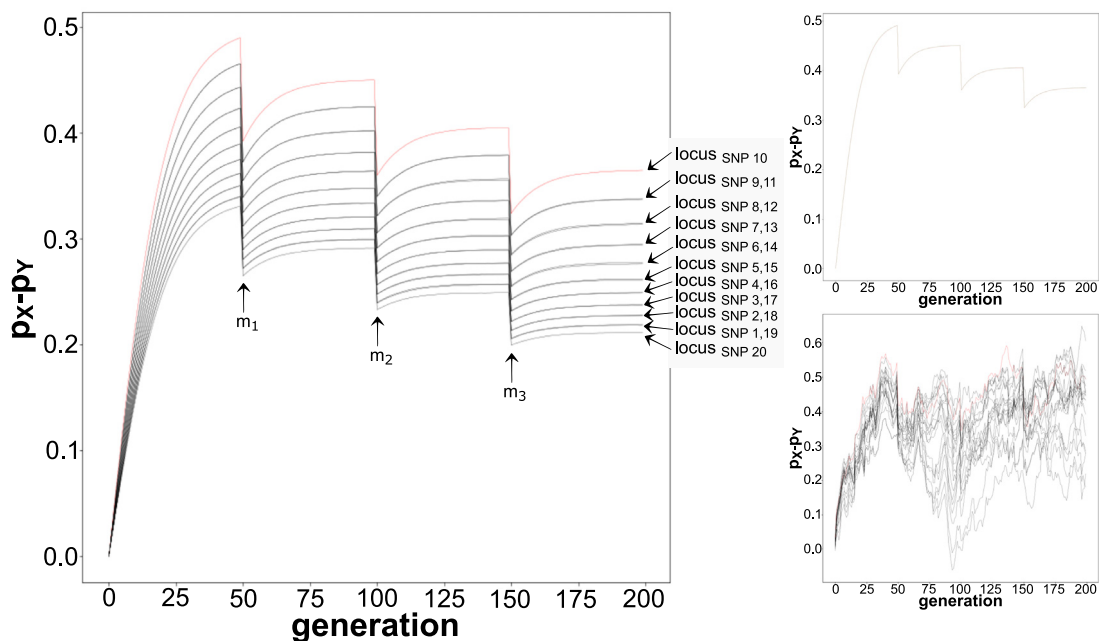 pX-pY
0.5
0.4
0.3
0.2
0.1
0.0
m1
m2
m3
0 25 50 75 100 125 150 175 200
generation
locus SNP 10
locus SNP 9,11
locus SNP 8,12
locus SNP 7,13
locus SNP 6,14
locus SNP 5,15
locus SNP 4,16
locus SNP 3,17
locus SNP 2,18
locus SNP 1,19
locus SNP 20
pX-pY
0.5
0.4
0.3
0.2
0.1
0.0
0 25 50 75 100 125 150 175 200
generation
pX-pY
0.6
0.5
0.4
0.3
0.2
0.1
0.0
0 25 50 75 100 125 150 175 200
generation